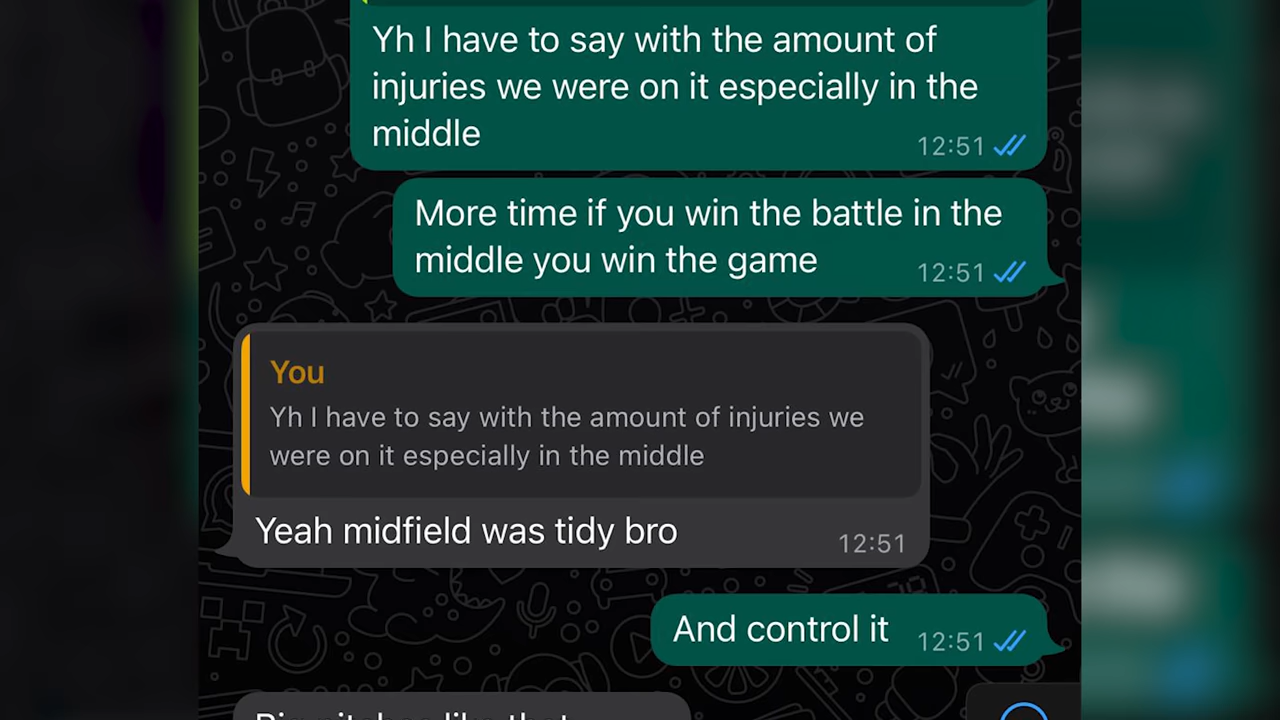 Yh I have to say with the amount of
injuries we were on it especially in the
middle
12:51
More time if you win the battle in the
middle you win the game
12:51
You
Yh I have to say with the amount of injuries we
were on it especially in the middle
Yeah midfield was tidy bro
12:51
And control it
12:51
like that